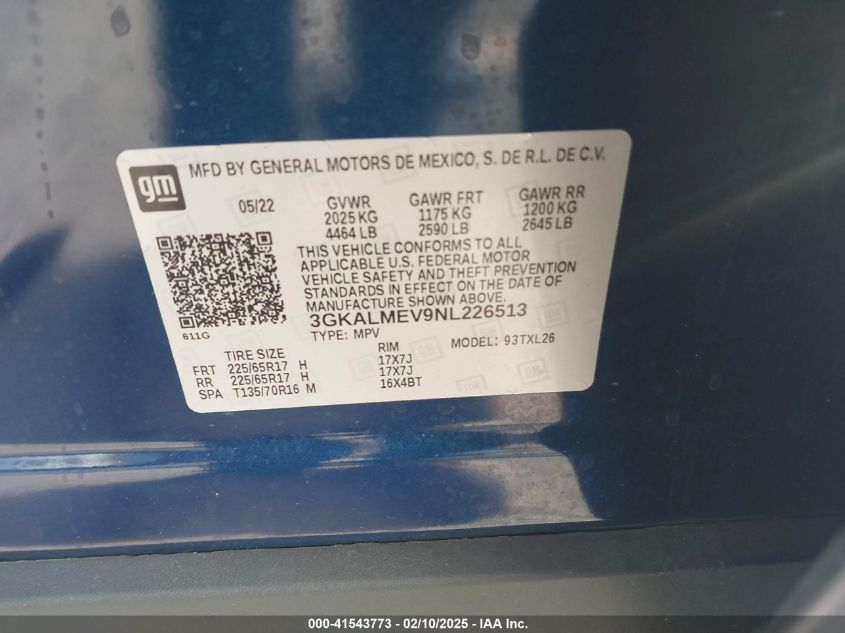 gm
MFD BY GENERAL MOTORS DE MEXICO, S. DE R.L. DE C.V.
05/22
GVWR GAWR FRT GAWR RR
2025 KG 1175 KG 1200 KG
4464 LB 2590 LB 2645 LB
THIS VEHICLE CONFORMS TO ALL
APPLICABLE U.S. FEDERAL MOTOR
VEHICLE SAFETY AND THEFT PREVENTION
STANDARDS IN EFFECT ON THE DATE OF
MANUFACTURE SHOWN ABOVE.
611G
3GKALMEV9NL226513
TYPE: MPV MODEL: 93TXL26
TIRE SIZE RIM
FRT 225/65R17 H 17X7J
RR 225/65R17 H 17X7J
SPA T135/70R16 M 16X4BT
000-41543773 — 02/10/2025 — Copyright © 2025 IAA, Inc.